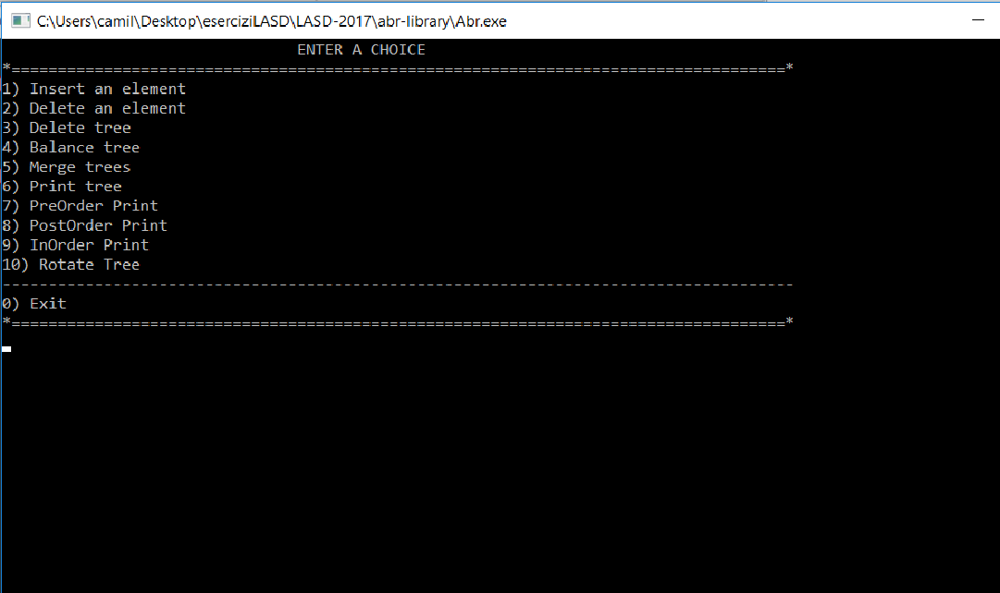 C:\Users\camil\Desktop\eserciziLASD\LASD-2017\abr-library\Abr.exe
ENTER A CHOICE
*====================================================================================*
1) Insert an element
2) Delete an element
3) Delete tree
4) Balance tree
5) Merge trees
6) Print tree
7) PreOrder Print
8) PostOrder Print
9) InOrder Print
10) Rotate Tree
--------------------------------------------------------------------------------------
0) Exit
*====================================================================================*